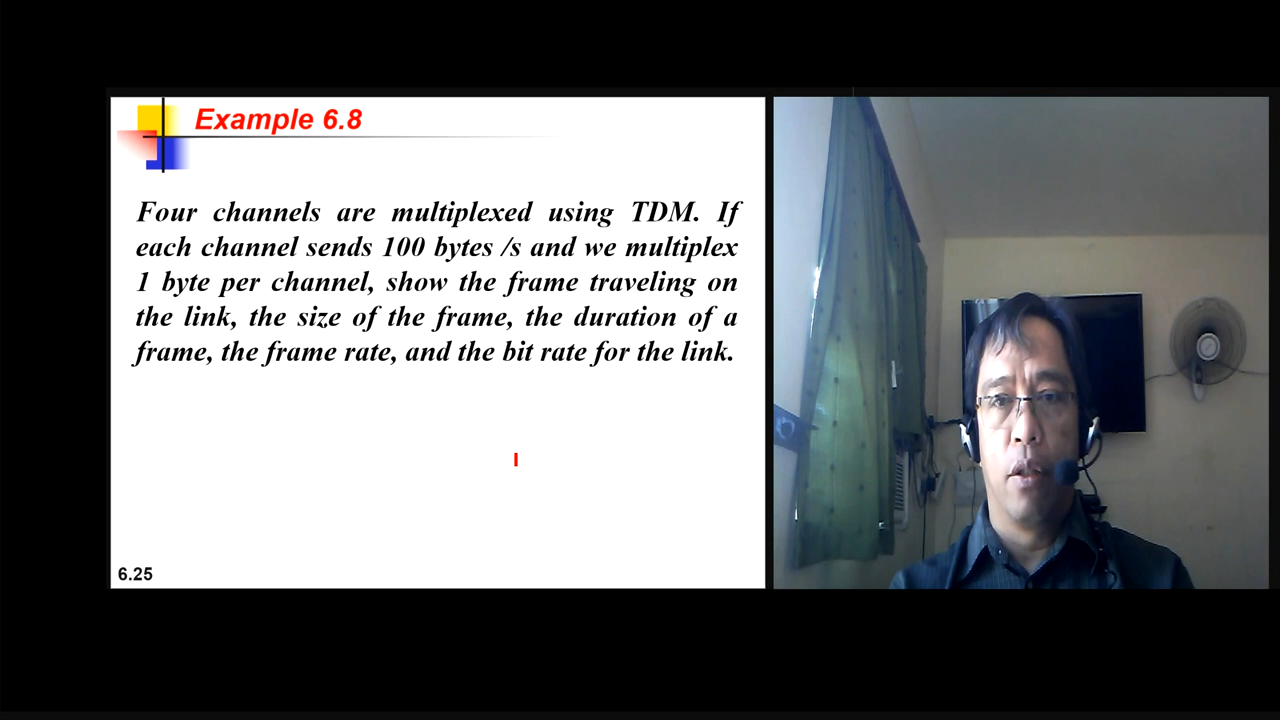 Example 6.8
Four channels are multiplexed using TDM. If
each channel sends 100 bytes /s and we multiplex
1 byte per channel, show the frame traveling on
the link, the size of the frame, the duration of a
frame, the frame rate, and the bit rate for the link.
6.25